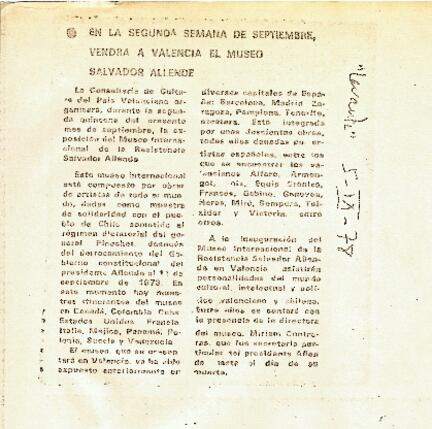 EN LA SEGUNDA SEMANA DE SEPTIEMBRE,
VENDRA A VALENCIA EL MUSEO
SALVADOR ALLENDE
La Conselleria de Cultu-
ra del País Valenciano or-
ganizará, durante la segun-
da quincena del presente
mes de septiembre, la ex-
posición del Museo Interna-
cional de la Resistencia
Salvador Allende
Este museo internacional
está compuesto por obras
de artistas de todo el mun-
do, dadas como muestra
de solidaridad con el pue-
blo de Chile sometido al
régimen dictatorial del ge-
neral Pinochet, después
del derrocamiento del Go-
bierno constitucional del
presidente Allende el 11 de
septiembre de 1973. En
este momento hay mues-
tras itinerantes del museo
en Canadá, Colombia, Cuba,
Estados Unidos, Francia,
Italia, Méjico, Panamá, Po-
lonia, Suecia y Venezuela
El museo, que se presen-
tará en Valencia, ya ha sido
expuesto anteriormente en
diversas capitales de Espa-
ña: Barcelona, Madrid, Za-
ragoza, Pamplona, Tenerife,
etcétera. Está integrada
por unas doscientas obras,
todas ellas donadas por ar-
tistas españoles, entre los
que se encuentran los va-
lencianos Alfaro, Armen-
gol, Equip Crónica,
Francés, Gabino, Genovés,
Heras, Miró, Sempere, Tei-
xidor y Victoria, entre
otros.
A la inauguración del
Museo Internacional de la
Resistencia Salvador Allen-
de en Valencia asistirán
personalidades del mundo
cultural, intelectual y polí-
tico valenciano y chileno.
Entre ellos se contará con
la presencia de la directora
del museo, Miriam Contre-
ras, que fue secretaria par-
ticular del presidente Allen-
de hasta el día de su
muerte.
"Levante" 5-IX-78